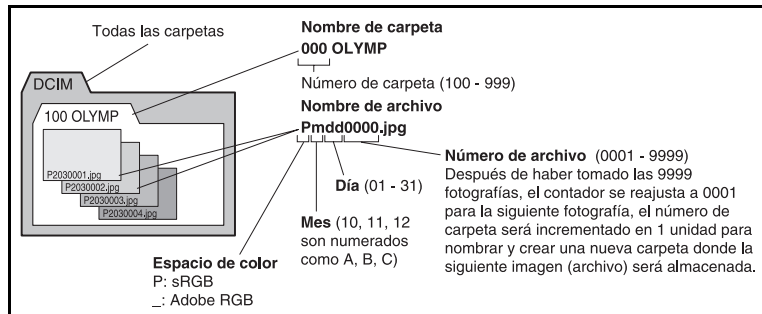 Todas las carpetas
DCIM
100 OLYMP
P2030001.jpg
P2030002.jpg
P2030003.jpg
P2030004.jpg
Nombre de carpeta
000 OLYMP
Número de carpeta (100 - 999)
Nombre de archivo
Pmdd0000.jpg
Día (01 - 31)
Mes (10, 11, 12
son numerados
como A, B, C)
Espacio de color
P: sRGB
_: Adobe RGB
Número de archivo (0001 - 9999)
Después de haber tomado las 9999
fotografías, el contador se reajusta a 0001
para la siguiente fotografía, el número de
carpeta será incrementado en 1 unidad para
nombrar y crear una nueva carpeta donde la
siguiente imagen (archivo) será almacenada.